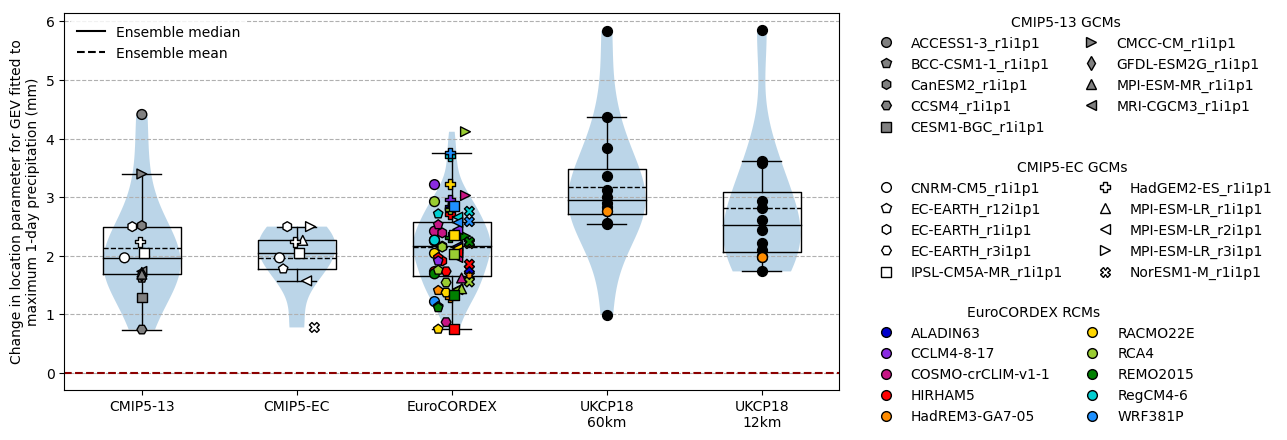 Change in location parameter for GEV fitted to
maximum 1-day precipitation (mm)
6
5
4
3
2
1
0
Ensemble median
Ensemble mean
CMIP5-13
CMIP5-EC
EuroCORDEX
UKCP18
60km
UKCP18
12km
CMIP5-13 GCMs
ACCESS1-3_r1i1p1
BCC-CSM1-1_r1i1p1
CanESM2_r1i1p1
CCSM4_r1i1p1
CESM1-BGC_r1i1p1
CMCC-CM_r1i1p1
GFDL-ESM2G_r1i1p1
MPI-ESM-MR_r1i1p1
MRI-CGCM3_r1i1p1
CMIP5-EC GCMs
CNRM-CM5_r1i1p1
EC-EARTH_r12i1p1
EC-EARTH_r1i1p1
EC-EARTH_r3i1p1
IPSL-CM5A-MR_r1i1p1
HadGEM2-ES_r1i1p1
MPI-ESM-LR_r1i1p1
MPI-ESM-LR_r2i1p1
MPI-ESM-LR_r3i1p1
NorESM1-M_r1i1p1
EuroCORDEX RCMs
ALADIN63
CCLM4-8-17
COSMO-crCLIM-v1-1
HIRHAM5
HadREM3-GA7-05
RACMO22E
RCA4
REMO2015
RegCM4-6
WRF381P